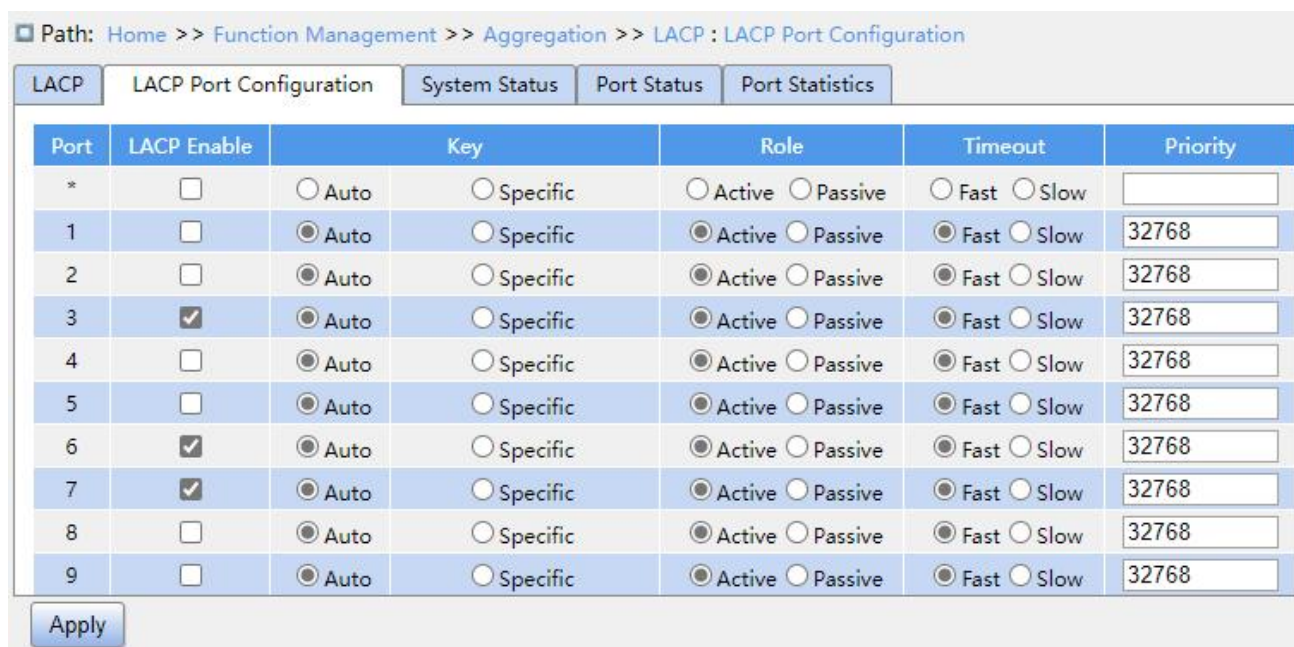 Path: Home >> Function Management >> Aggregation >> LACP : LACP Port Configuration
LACP LACP Port Configuration System Status Port Status Port Statistics
Port LACP Enable Key Role Timeout Priority
* Auto Specific Active Passive Fast Slow
1 Auto Specific Active Passive Fast Slow 32768
2 Auto Specific Active Passive Fast Slow 32768
3 Auto Specific Active Passive Fast Slow 32768
4 Auto Specific Active Passive Fast Slow 32768
5 Auto Specific Active Passive Fast Slow 32768
6 Auto Specific Active Passive Fast Slow 32768
7 Auto Specific Active Passive Fast Slow 32768
8 Auto Specific Active Passive Fast Slow 32768
9 Auto Specific Active Passive Fast Slow 32768
Apply